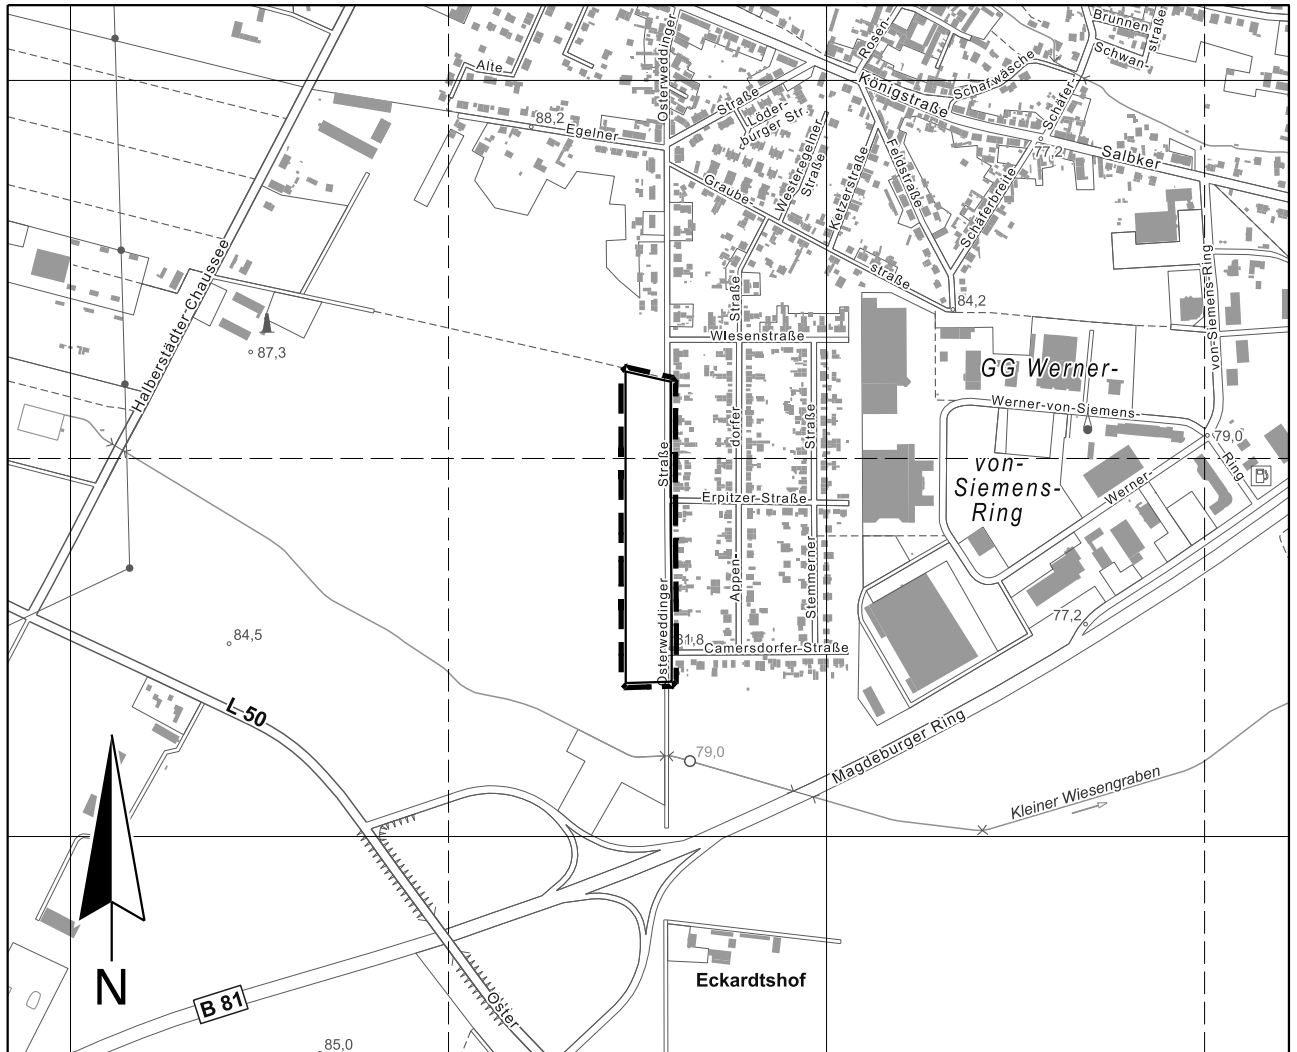 Brunnen
straße
Schwan-
Rosen-
Osterweddinger
Alte
Schafwäsche
Schäfer-
Königstraße
Straße
Löder-
burger Str.
88,2
Egelner
Westeregelner
Straße
Ketzerstraße
Feldstraße
77,2
Salbker
Graube
straße
Schäferbreite
84,2
Halberstädter-Chaussee
von-Siemens-Ring
87,3
Straße
Wiesenstraße
GG Werner-
von-
Siemens-
Ring
Werner-von-Siemens-
79,0
Ring
Werner-
dorfer
Straße
Straße
Erpitzer-Straße
Appen-
Stemmerner
Osterweddinger
81,8
Camersdorfer-Straße
77,2
84,5
L 50
79,0
Magdeburger Ring
Kleiner Wiesengraben
N
B 81
Oster
Eckardtshof
85,0